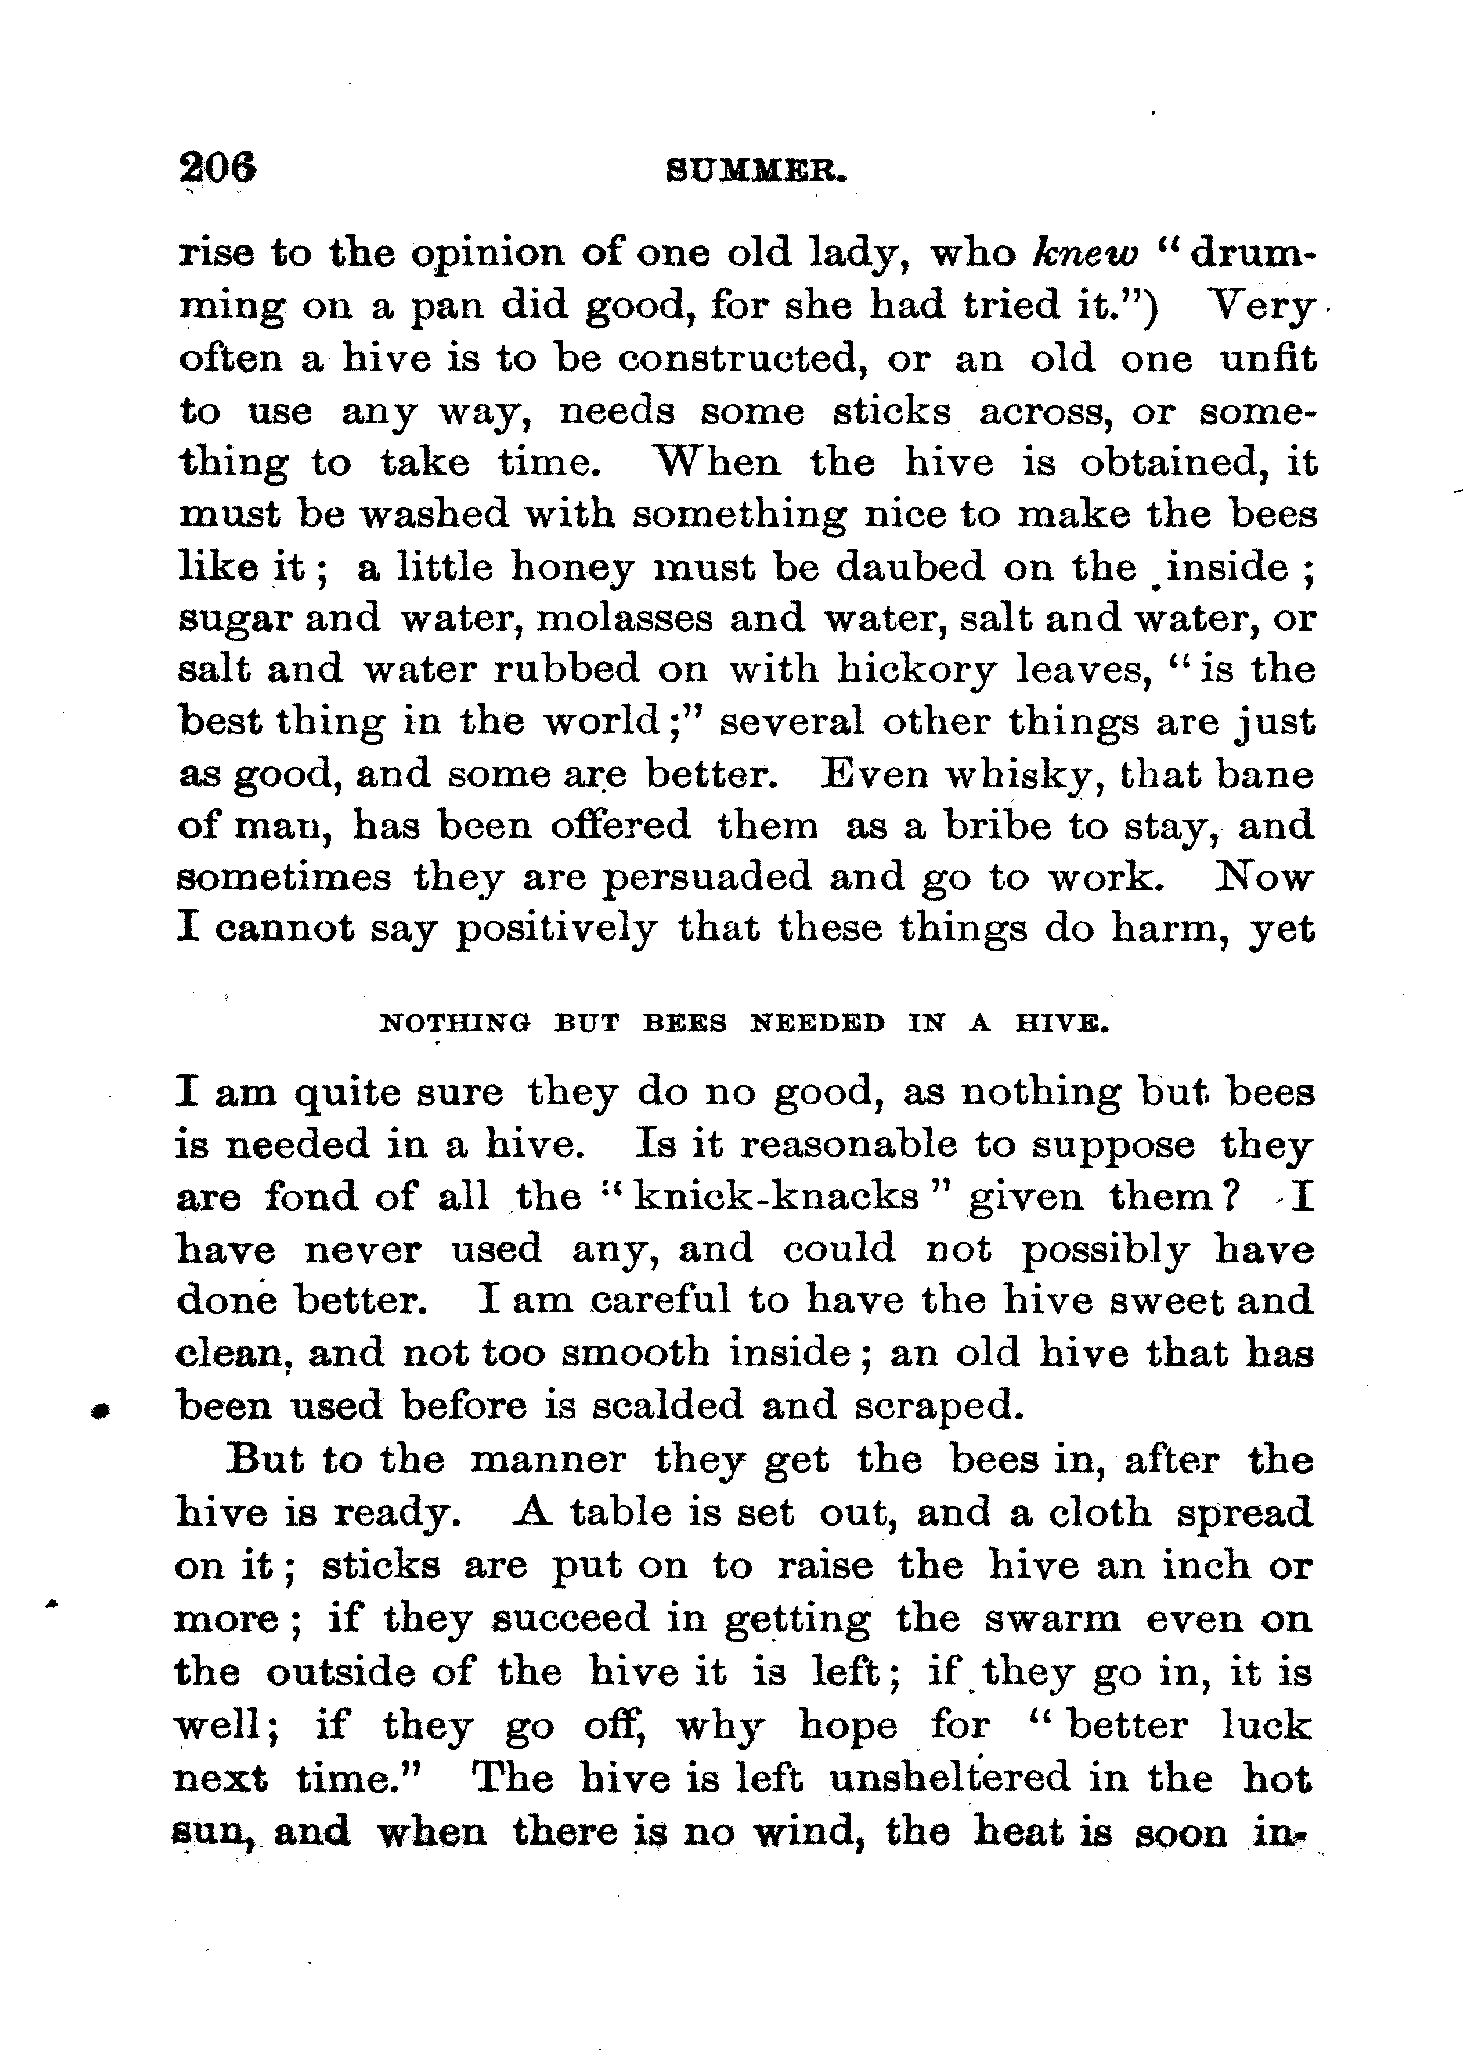 206 SUMMER.
rise to the opinion of one old lady, who knew “ drum-
ming on a pan did good, for she had tried it.”) Very
often a hive is to be constructed, or an old one unfit
to use any way, needs some sticks across, or some-
thing to take time. When the hive is obtained, it
must be washed with something nice to make the bees
like it ; a little honey must be daubed on the inside ;
sugar and water, molasses and water, salt and water, or
salt and water rubbed on with hickory leaves, “ is the
best thing in the world ;” several other things are just
as good, and some are better. Even whisky, that bane
of man, has been offered them as a bribe to stay, and
sometimes they are persuaded and go to work. Now
I cannot say positively that these things do harm, yet
NOTHING BUT BEES NEEDED IN A HIVE.
I am quite sure they do no good, as nothing but bees
is needed in a hive. Is it reasonable to suppose they
are fond of all the “ knick-knacks ” given them ? I
have never used any, and could not possibly have
done better. I am careful to have the hive sweet and
clean, and not too smooth inside ; an old hive that has
been used before is scalded and scraped.
But to the manner they get the bees in, after the
hive is ready. A table is set out, and a cloth spread
on it ; sticks are put on to raise the hive an inch or
more ; if they succeed in getting the swarm even on
the outside of the hive it is left ; if they go in, it is
well ; if they go off, why hope for “ better luck
next time.” The hive is left unsheltered in the hot
sun, and when there is no wind, the heat is soon in-